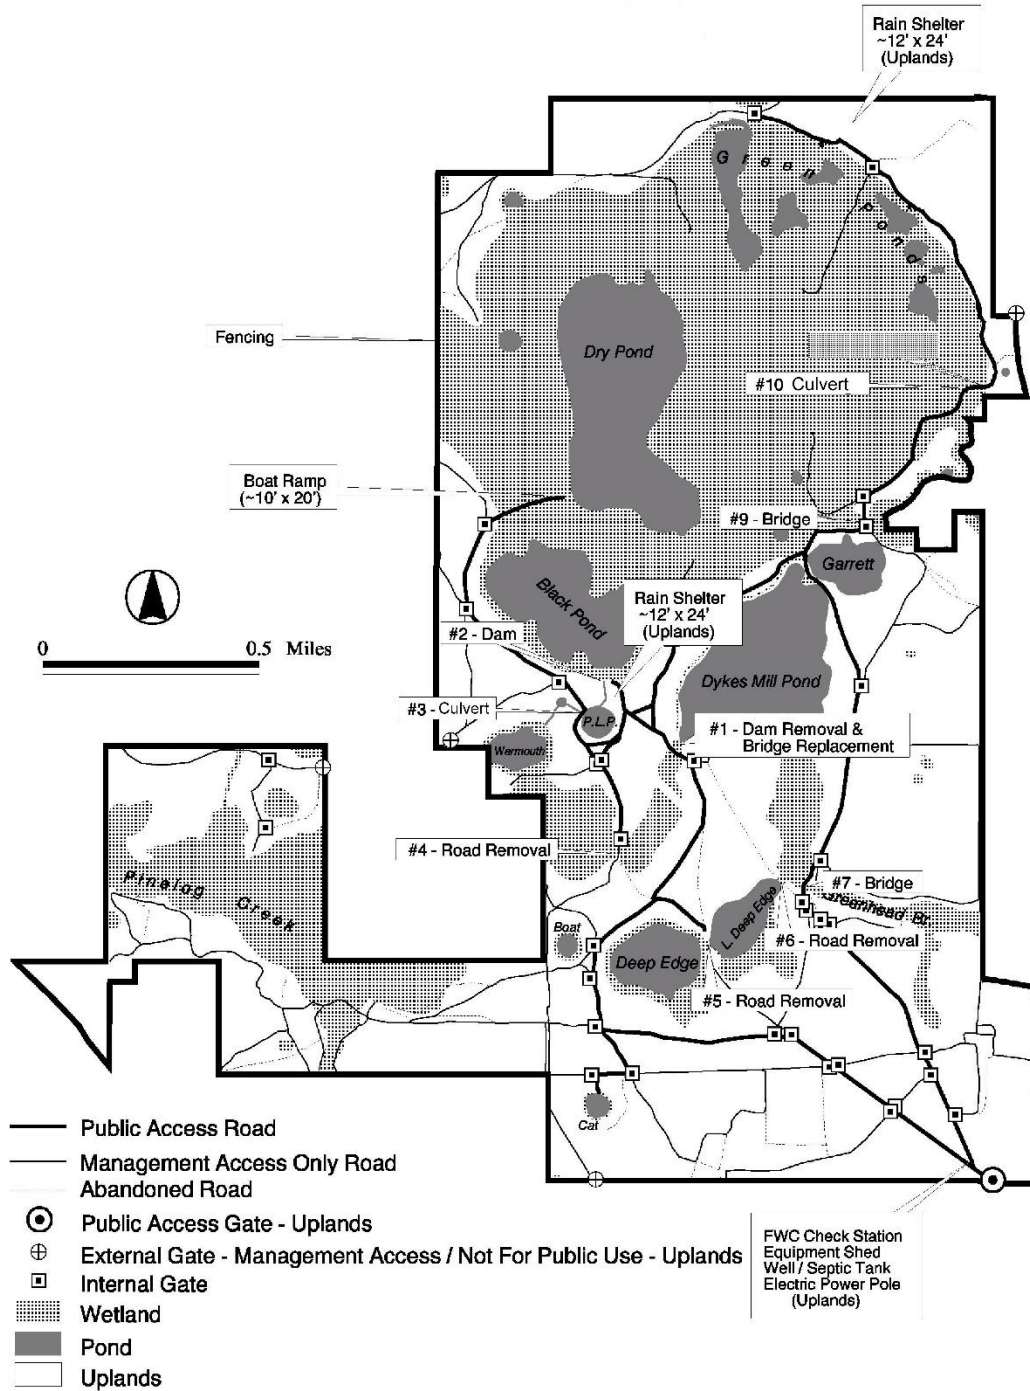 Rain Shelter
~12' x 24'
(Uplands)
Green
Ponds
Fencing
Dry Pond
#10 Culvert
Boat Ramp
(~10' x 20')
#9 - Bridge
Garrett
Black Pond
Rain Shelter
~12' x 24'
(Uplands)
0 0.5 Miles
#2 - Dam
Dykes Mill Pond
#3 - Culvert
P.L.P.
#1 - Dam Removal &
Bridge Replacement
Warmouth
#4 - Road Removal
#7 - Bridge
Pinalog
Creek
Greenhead Br.
L. Deep Edge
Boat
#6 - Road Removal
Deep Edge
#5 - Road Removal
Cat
Public Access Road
Management Access Only Road
Abandoned Road
Public Access Gate - Uplands
External Gate - Management Access / Not For Public Use - Uplands
Internal Gate
Wetland
Pond
Uplands
FWC Check Station
Equipment Shed
Well / Septic Tank
Electric Power Pole
(Uplands)